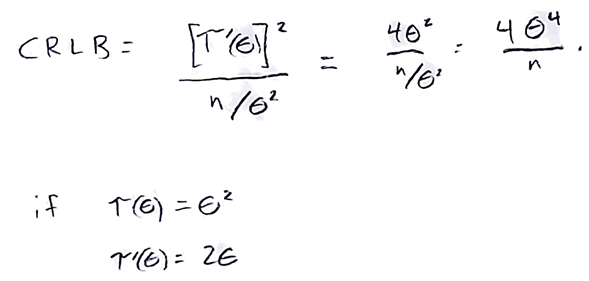 CRLB = [τ'(θ)]² / n/θ² = 4θ² / n/θ² = 4θ⁴ / n .
if τ(θ) = θ²
τ'(θ) = 2θ